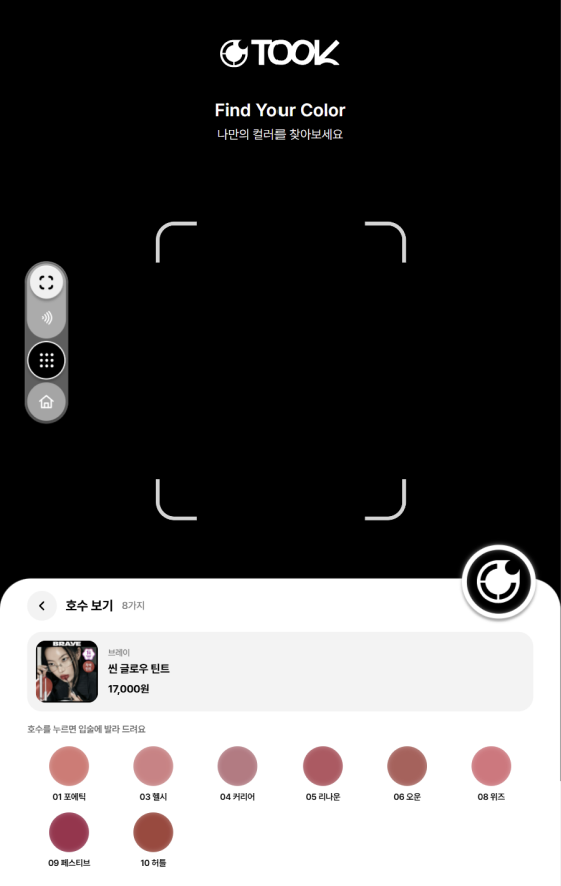 TOOK
Find Your Color
나만의 컬러를 찾아보세요
호수 보기 8가지
BRAVE
브레이
씬 글로우 틴트
17,000원
호수를 누르면 입술에 발라 드려요
01 포에틱
03 헬시
04 커리어
05 리나운
06 오운
08 위즈
09 페스티브
10 허틀